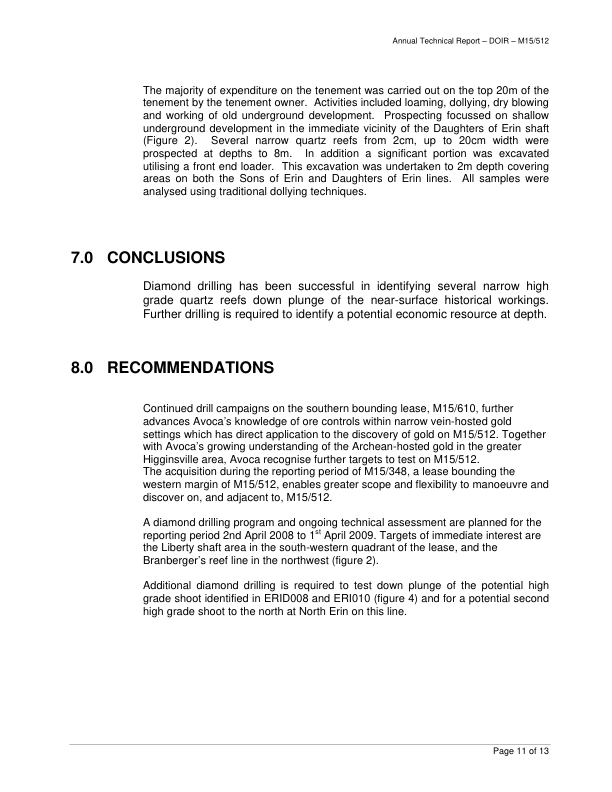 Annual Technical Report – DOIR – M15/512
The majority of expenditure on the tenement was carried out on the top 20m of the
tenement by the tenement owner. Activities included loaming, dollying, dry blowing
and working of old underground development. Prospecting focussed on shallow
underground development in the immediate vicinity of the Daughters of Erin shaft
(Figure 2). Several narrow quartz reefs from 2cm, up to 20cm width were
prospected at depths to 8m. In addition a significant portion was excavated
utilising a front end loader. This excavation was undertaken to 2m depth covering
areas on both the Sons of Erin and Daughters of Erin lines. All samples were
analysed using traditional dollying techniques.
7.0 CONCLUSIONS
Diamond drilling has been successful in identifying several narrow high
grade quartz reefs down plunge of the near-surface historical workings.
Further drilling is required to identify a potential economic resource at depth.
8.0 RECOMMENDATIONS
Continued drill campaigns on the southern bounding lease, M15/610, further
advances Avoca’s knowledge of ore controls within narrow vein-hosted gold
settings which has direct application to the discovery of gold on M15/512. Together
with Avoca’s growing understanding of the Archean-hosted gold in the greater
Higginsville area, Avoca recognise further targets to test on M15/512.
The acquisition during the reporting period of M15/348, a lease bounding the
western margin of M15/512, enables greater scope and flexibility to manoeuvre and
discover on, and adjacent to, M15/512.
A diamond drilling program and ongoing technical assessment are planned for the
reporting period 2nd April 2008 to 1st April 2009. Targets of immediate interest are
the Liberty shaft area in the south-western quadrant of the lease, and the
Branberger’s reef line in the northwest (figure 2).
Additional diamond drilling is required to test down plunge of the potential high
grade shoot identified in ERID008 and ERI010 (figure 4) and for a potential second
high grade shoot to the north at North Erin on this line.
Page 11 of 13